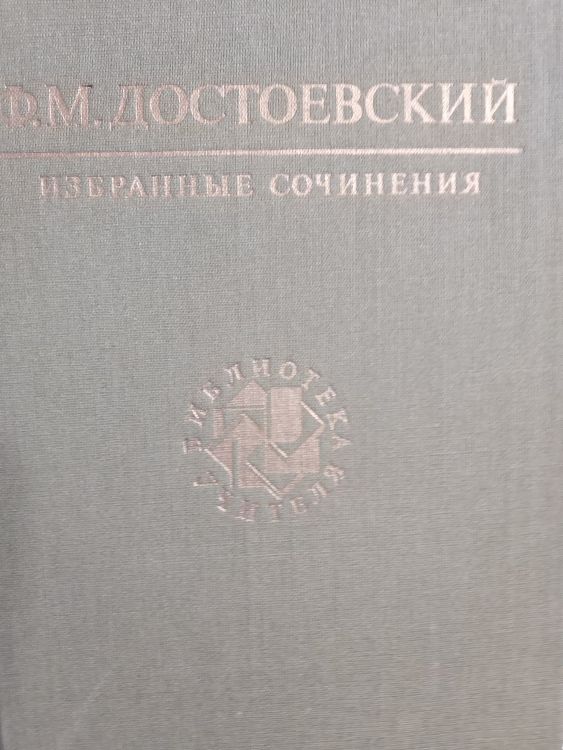 Ф.М.ДОСТОЕВСКИЙ
ИЗБРАННЫЕ СОЧИНЕНИЯ
БИБЛИОТЕКА
УЧИТЕЛЯ